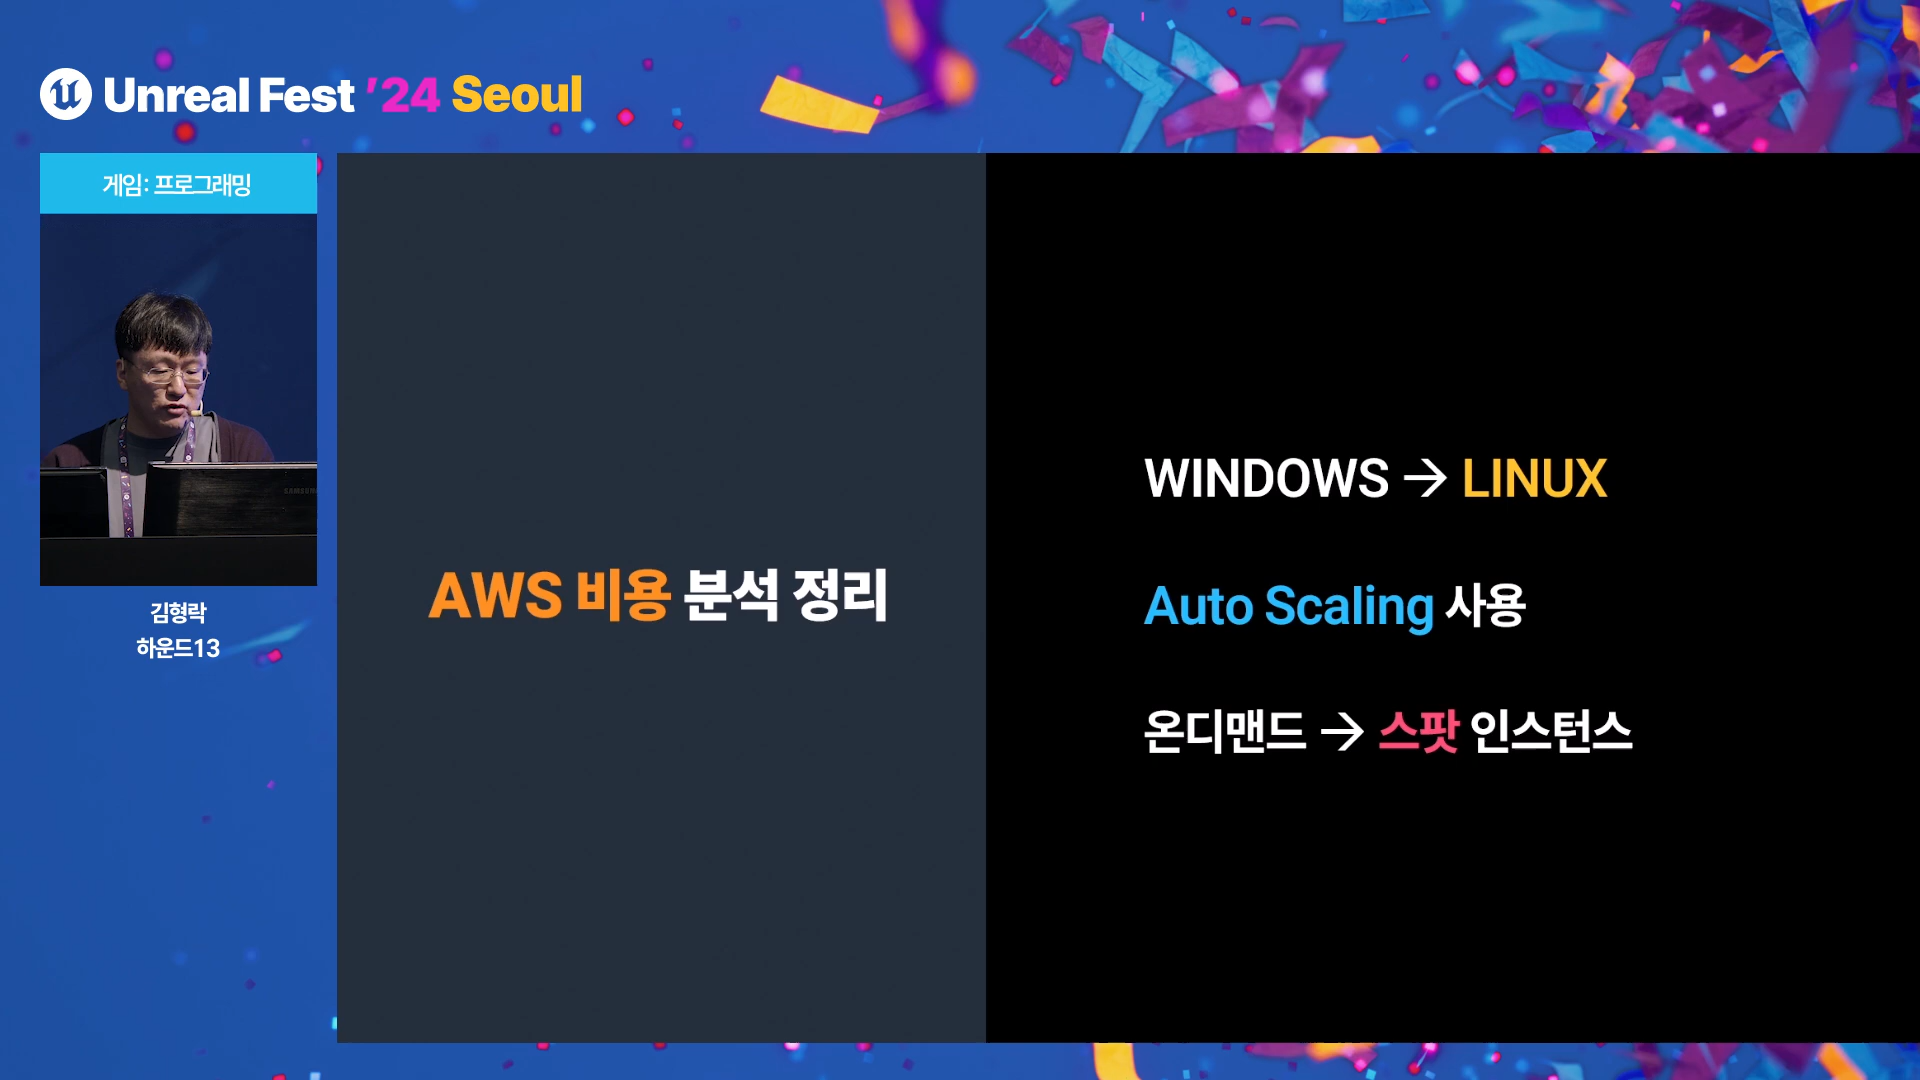 Unreal Fest ’24 Seoul
게임: 프로그래밍
SAMSUNG
김형락
하운드13
AWS 비용 분석 정리
WINDOWS → LINUX
Auto Scaling 사용
온디맨드 → 스팟 인스턴스